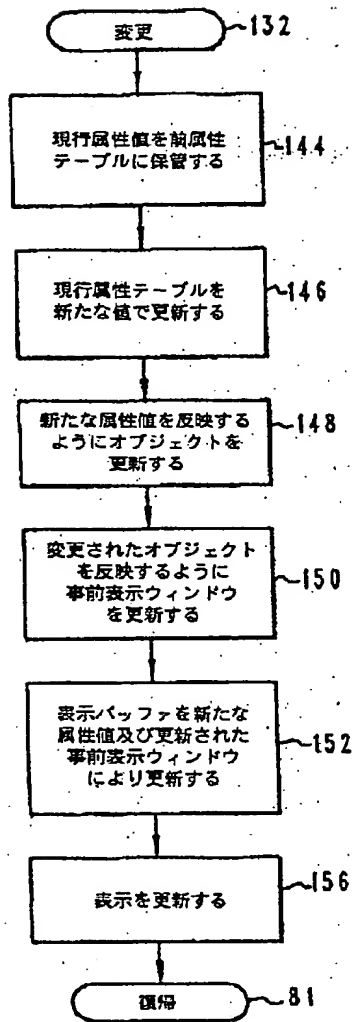 変更
132
現行属性値を前属性
テーブルに保管する
144
現行属性テーブルを
新たな値で更新する
146
新たな属性値を反映する
ようにオブジェクトを
更新する
148
変更されたオブジェクト
を反映するように
事前表示ウィンドウ
を更新する
150
表示バッファを新たな
属性値及び更新された
事前表示ウィンドウ
により更新する
152
表示を更新する
156
復帰
81